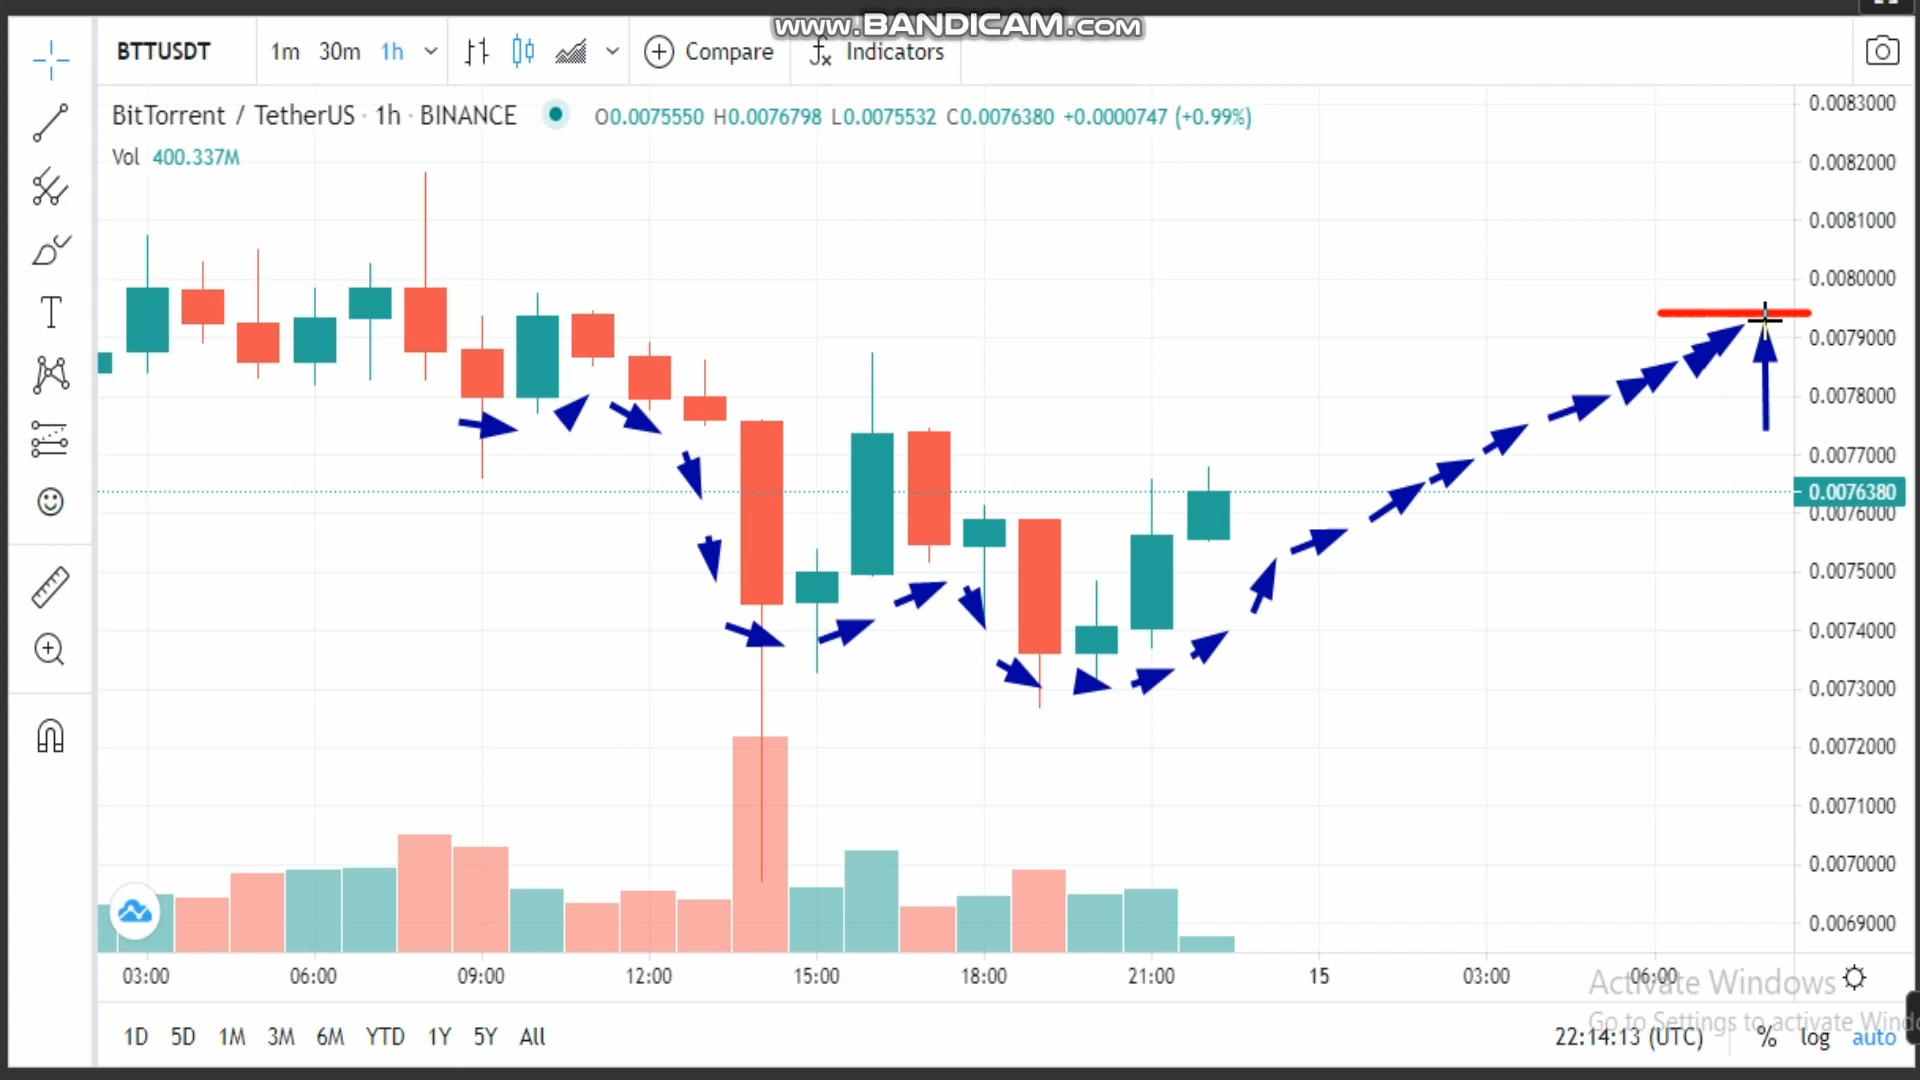 www.BANDICAM.com
BTTUSDT 1m 30m 1h Compare fx Indicators
BitTorrent / TetherUS · 1h · BINANCE O0.0075550 H0.0076798 L0.0075532 C0.0076380 +0.0000747 (+0.99%)
Vol 400.337M
0.0083000
0.0082000
0.0081000
0.0080000
0.0079000
0.0078000
0.0077000
0.0076380
0.0076000
0.0075000
0.0074000
0.0073000
0.0072000
0.0071000
0.0070000
0.0069000
03:00 06:00 09:00 12:00 15:00 18:00 21:00 15 03:00 06:00
Activate Windows
Go to Settings to activate Windo
1D 5D 1M 3M 6M YTD 1Y 5Y All 22:14:13 (UTC) % log auto